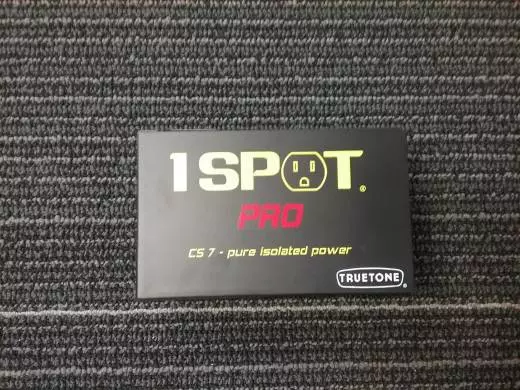 1 SPOT®
PRO
CS 7 - pure isolated power
TRUETONE®